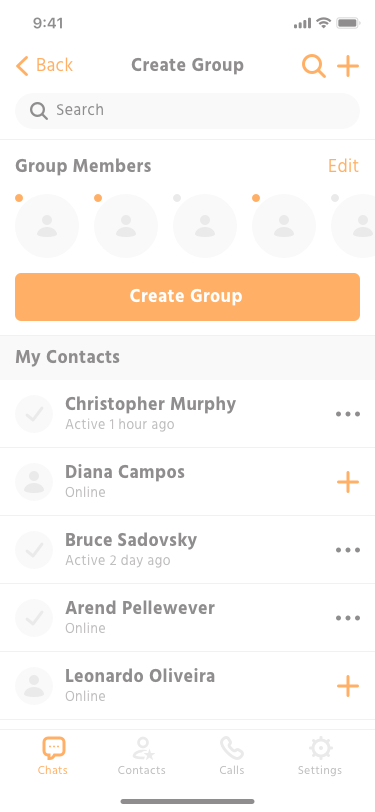 9:41
Back
Create Group
Search
Group Members
Edit
Create Group
My Contacts
Christopher Murphy
Active 1 hour ago
Diana Campos
Online
Bruce Sadovsky
Active 2 day ago
Arend Pellewever
Online
Leonardo Oliveira
Online
Chats
Contacts
Calls
Settings